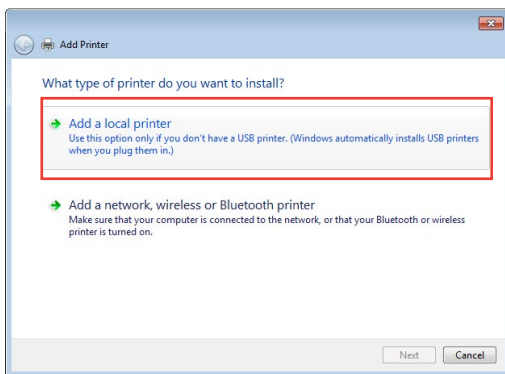 Add Printer
What type of printer do you want to install?
Add a local printer
Use this option only if you don't have a USB printer. (Windows automatically installs USB printers
when you plug them in.)
Add a network, wireless or Bluetooth printer
Make sure that your computer is connected to the network, or that your Bluetooth or wireless
printer is turned on.
Next Cancel